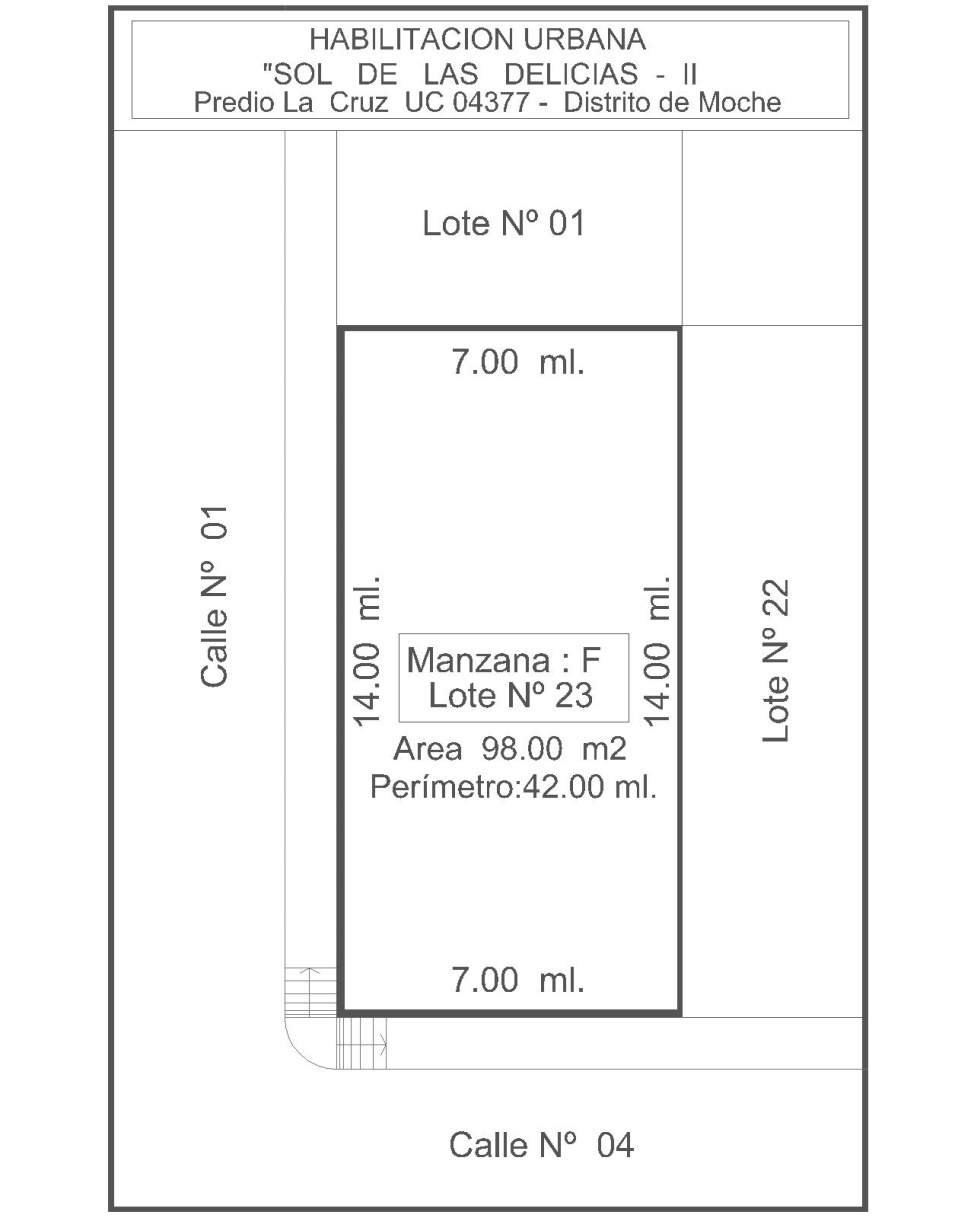 HABILITACION URBANA
"SOL DE LAS DELICIAS - II
Predio La Cruz UC 04377 - Distrito de Moche
Lote Nº 01
7.00 ml.
Calle Nº 01
14.00 ml.
Manzana : F
Lote Nº 23
Area 98.00 m2
Perímetro:42.00 ml.
14.00 ml.
Lote Nº 22
7.00 ml.
Calle Nº 04